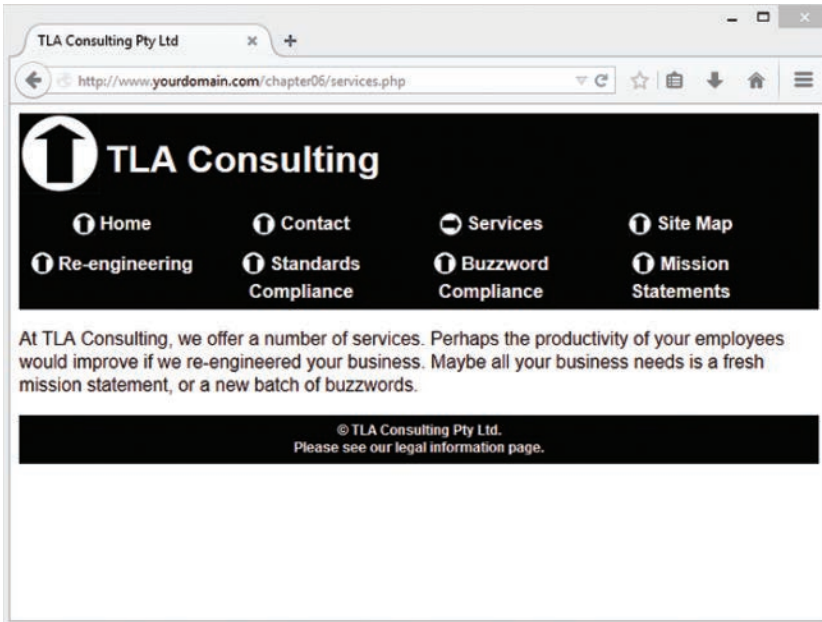 TLA Consulting Pty Ltd
http://www.yourdomain.com/chapter06/services.php
TLA Consulting
Home Contact Services Site Map
Re-engineering Standards Compliance Buzzword Compliance Mission Statements
At TLA Consulting, we offer a number of services. Perhaps the productivity of your employees
would improve if we re-engineered your business. Maybe all your business needs is a fresh
mission statement, or a new batch of buzzwords.
© TLA Consulting Pty Ltd.
Please see our legal information page.